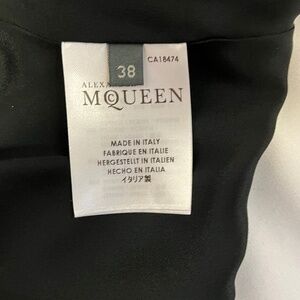 38
CA18474
ALEXAN
MCQUEEN
MADE IN ITALY
FABRIQUE EN ITALIE
HERGESTELLT IN ITALIEN
HECHO EN ITALIA
イタリア製